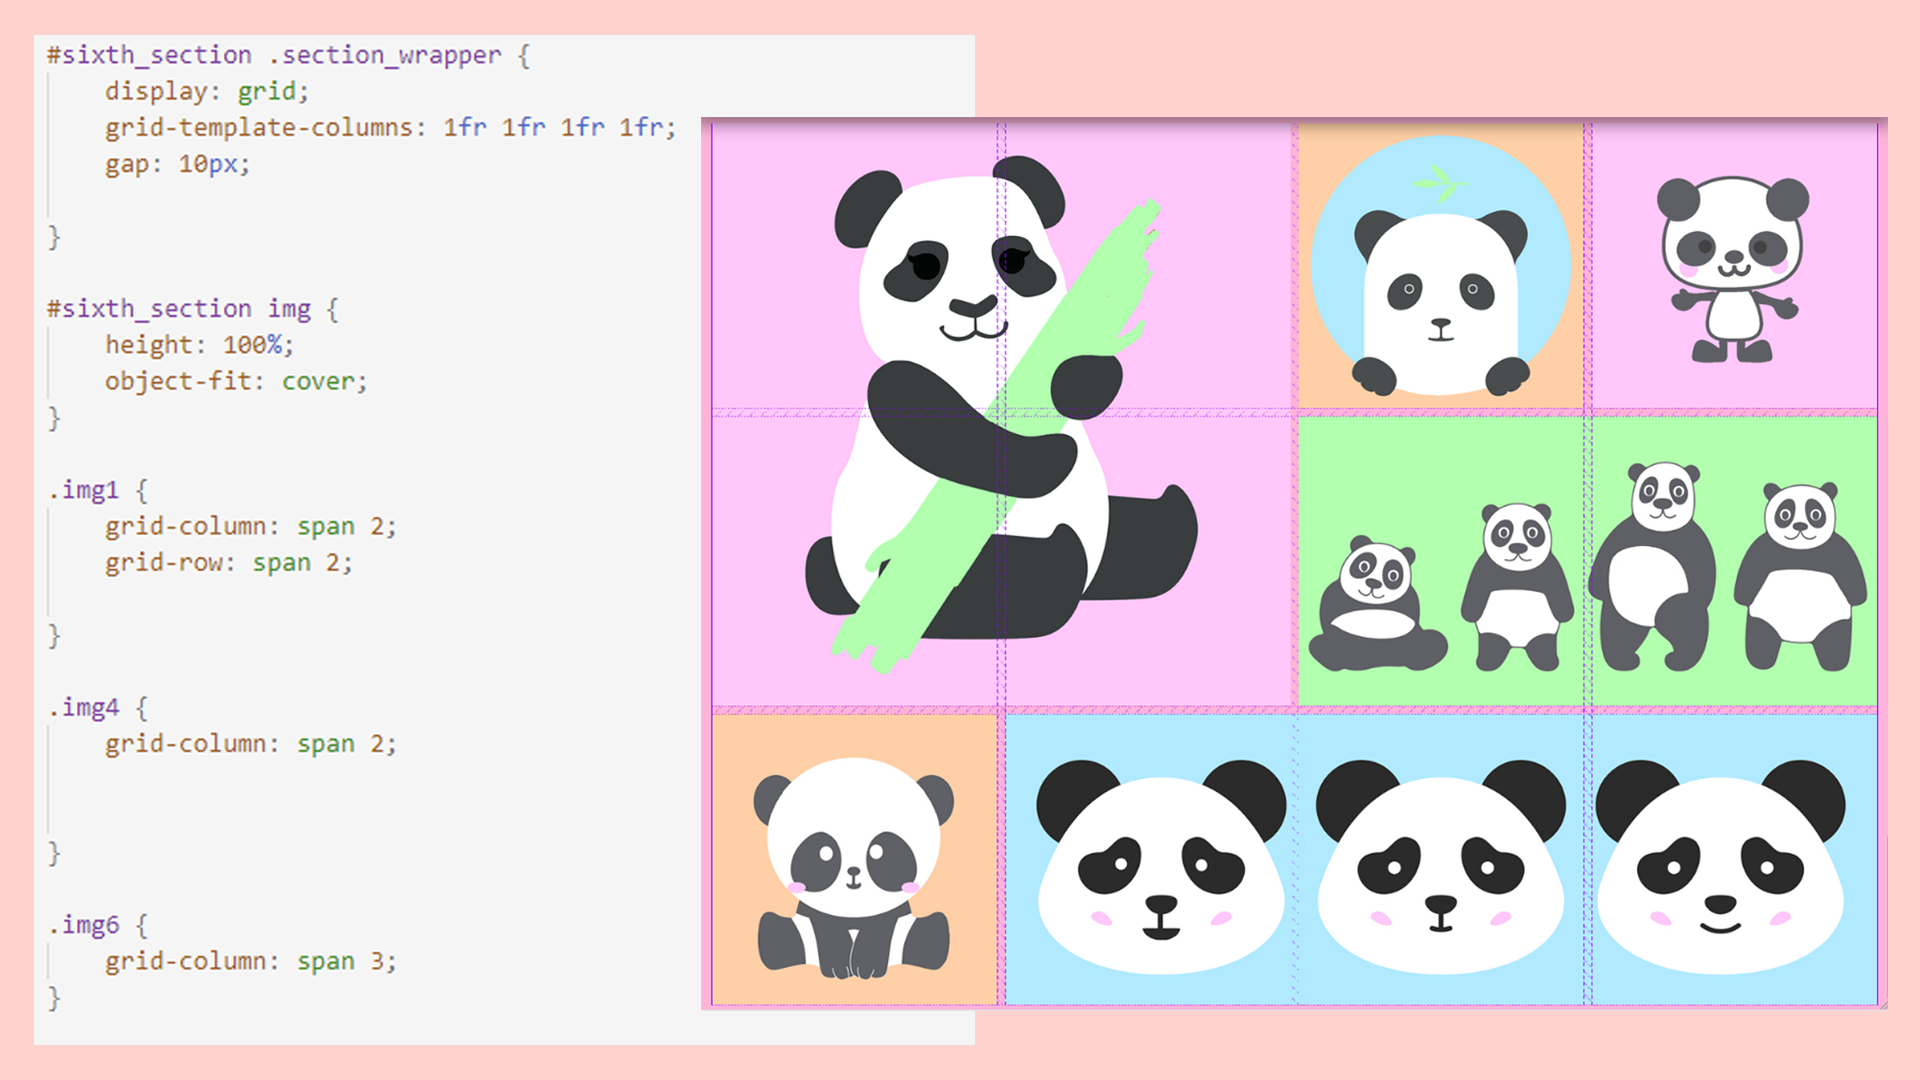 #sixth_section .section_wrapper {
display: grid;
grid-template-columns: 1fr 1fr 1fr 1fr;
gap: 10px;
}
#sixth_section img {
height: 100%;
object-fit: cover;
}
.img1 {
grid-column: span 2;
grid-row: span 2;
}
.img4 {
grid-column: span 2;
}
.img6 {
grid-column: span 3;
}